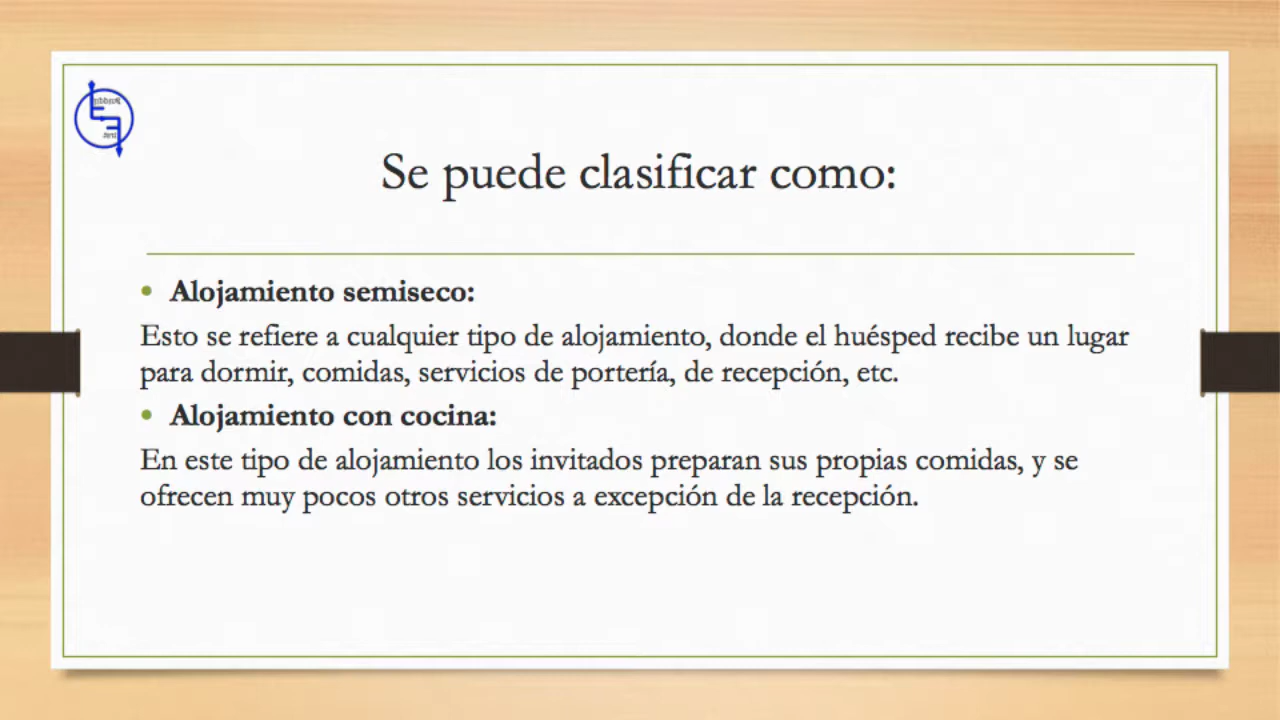 Se puede clasificar como:
• Alojamiento semiseco:
Esto se refiere a cualquier tipo de alojamiento, donde el huésped recibe un lugar
para dormir, comidas, servicios de portería, de recepción, etc.
• Alojamiento con cocina:
En este tipo de alojamiento los invitados preparan sus propias comidas, y se
ofrecen muy pocos otros servicios a excepción de la recepción.